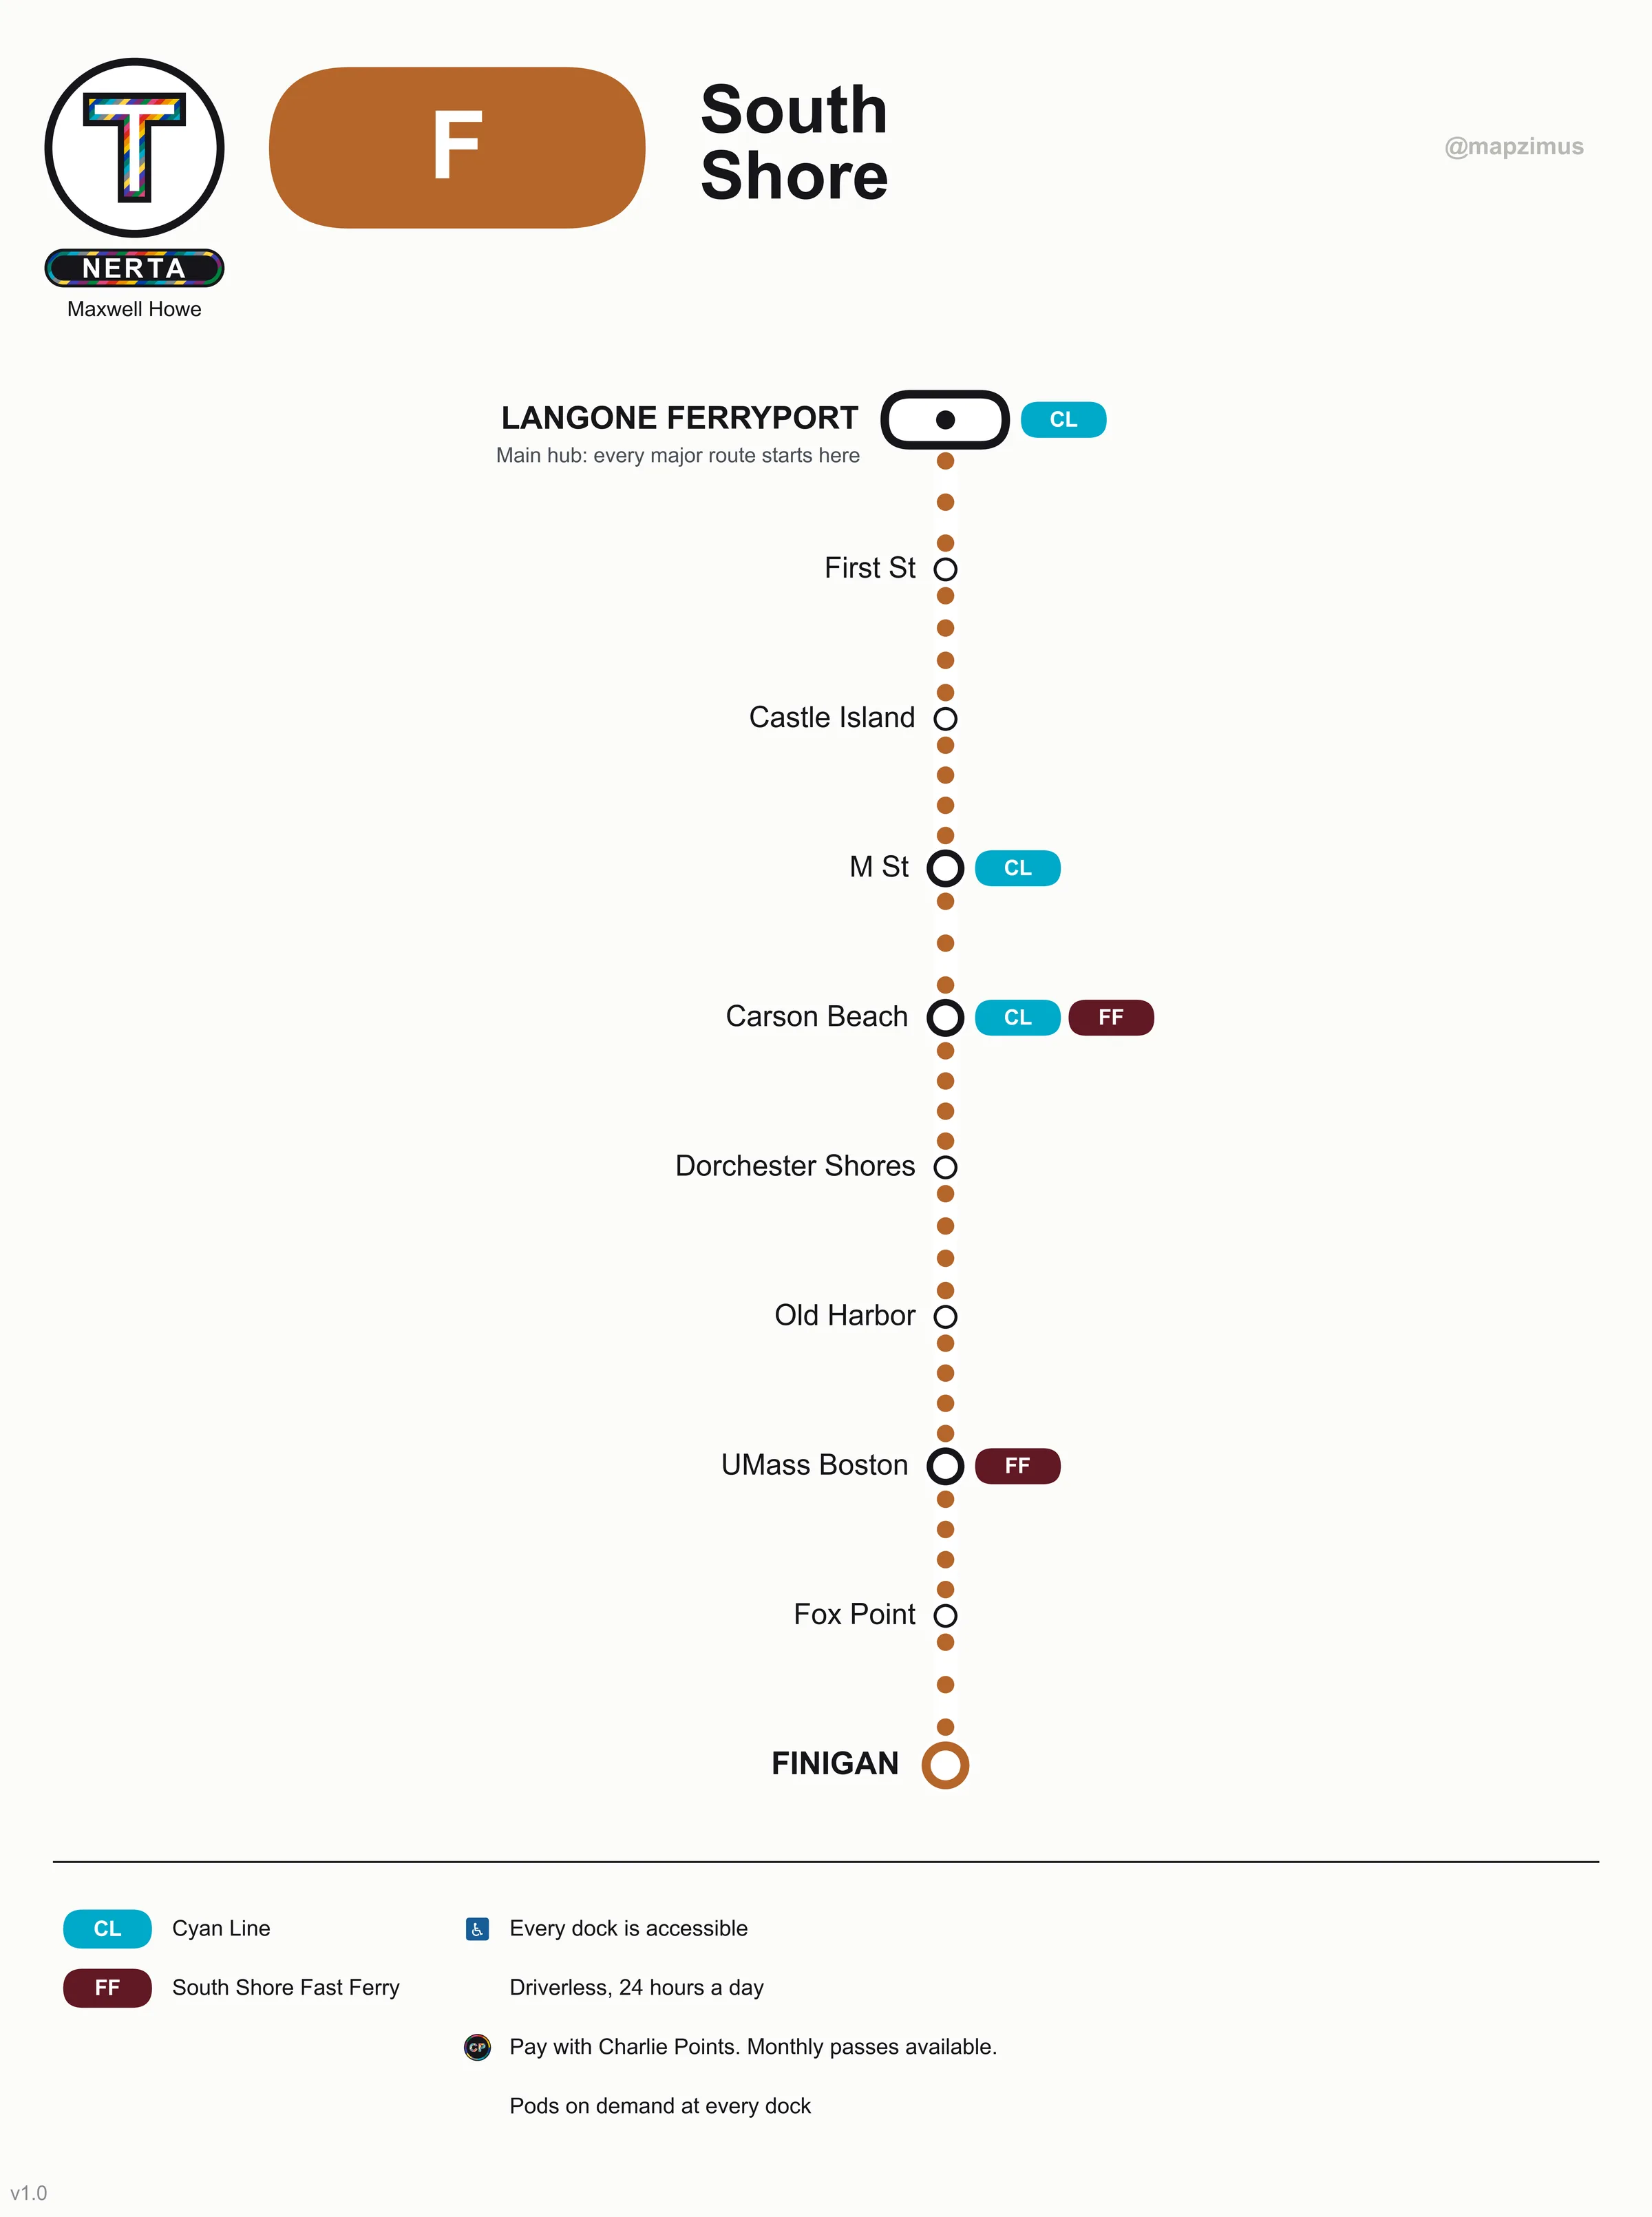 T
NERTA
Maxwell Howe
F
South
Shore
@mapzimus
LANGONE FERRYPORT
CL
Main hub: every major route starts here
First St
Castle Island
M St
CL
Carson Beach
CL
FF
Dorchester Shores
Old Harbor
UMass Boston
FF
Fox Point
FINIGAN
CL
Cyan Line
FF
South Shore Fast Ferry
Every dock is accessible
Driverless, 24 hours a day
CP
Pay with Charlie Points. Monthly passes available.
Pods on demand at every dock
v1.0